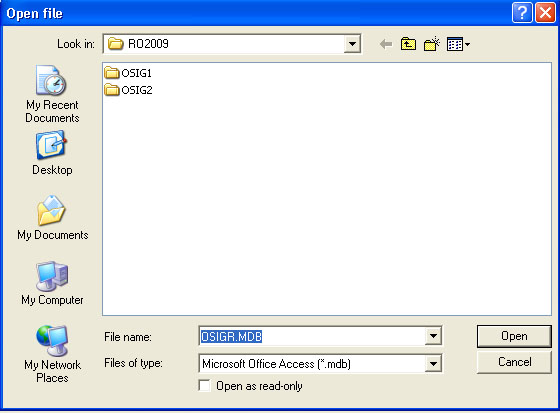 Open file
Look in:
RO2009
OSIG1
OSIG2
My Recent
Documents
Desktop
My Documents
My Computer
My Network
Places
File name:
OSIGR.MDB
Open
Files of type:
Microsoft Office Access (*.mdb)
Cancel
Open as read-only